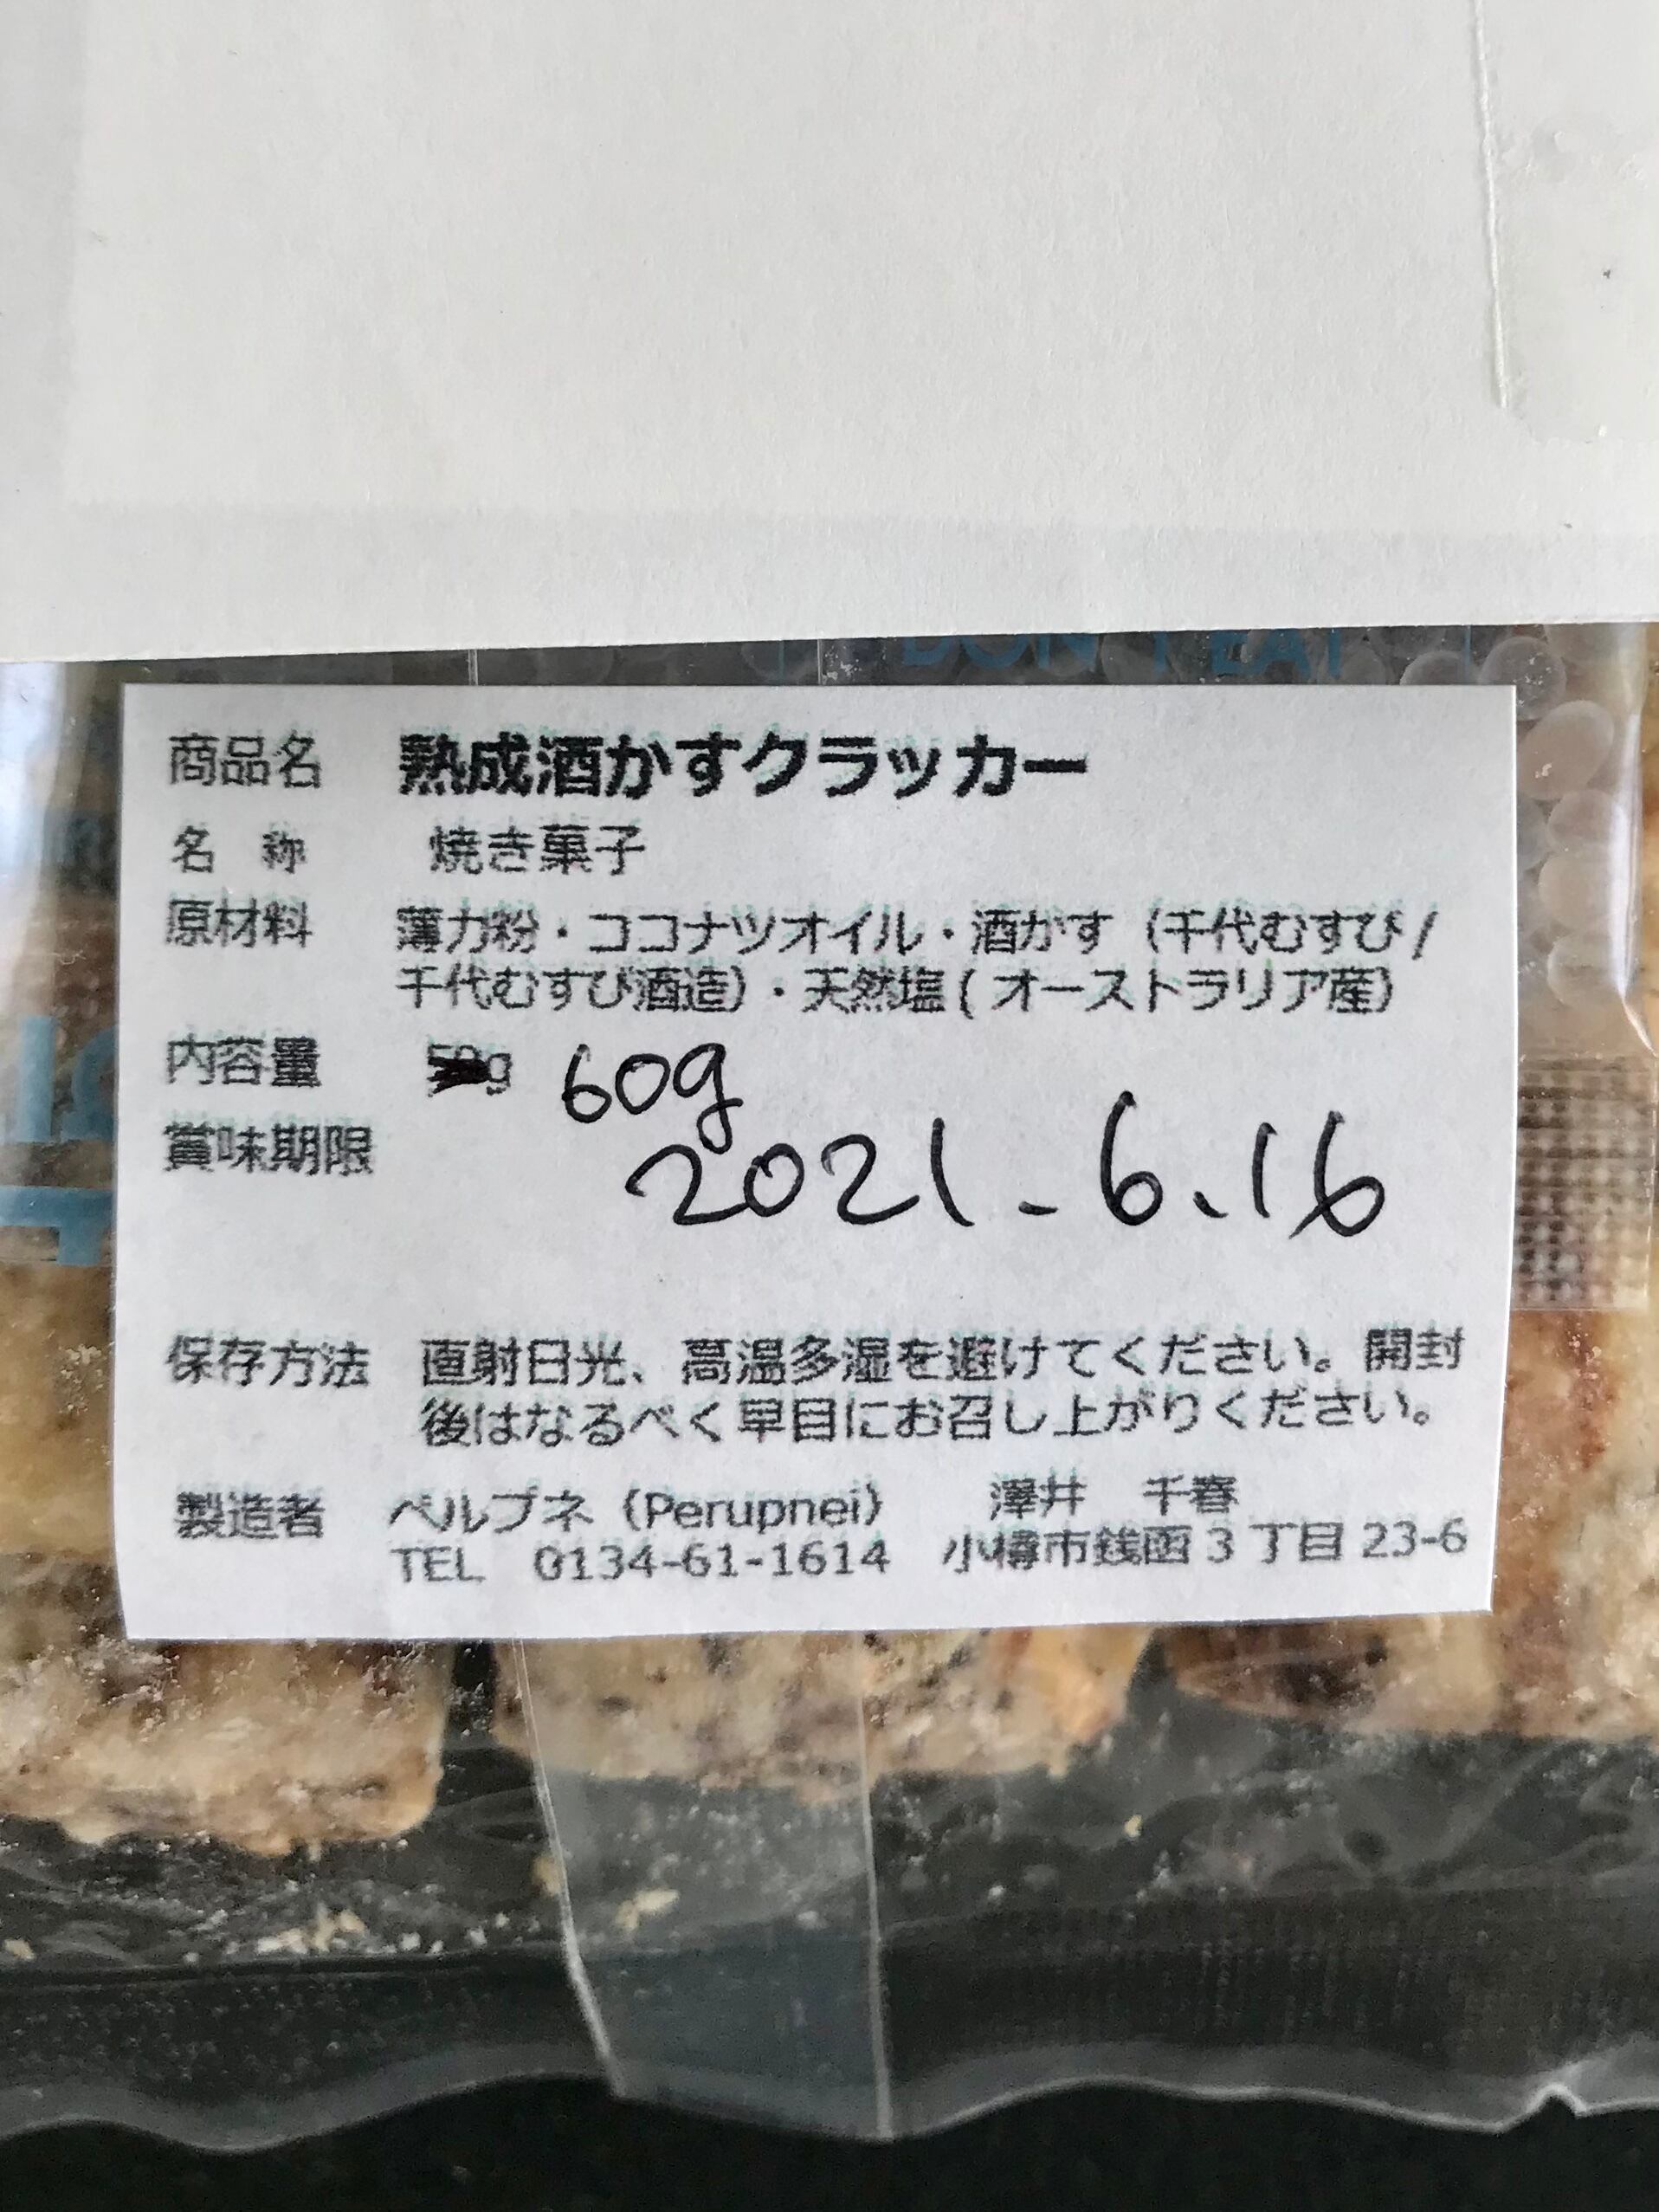 DON'T EAT
商品名 熟成酒かすクラッカー
名 称 焼き菓子
原材料 薄力粉・ココナツオイル・酒かす（千代むすび/
千代むすび酒造）・天然塩( オーストラリア産）
内容量 50g 60g
賞味期限 2021-6.16
保存方法 直射日光、高温多湿を避けてください。開封
後はなるべく早目にお召し上がりください。
製造者 ペルプネ（Perupnei） 澤井 千春
TEL 0134-61-1614 小樽市銭函 3 丁目 23-6